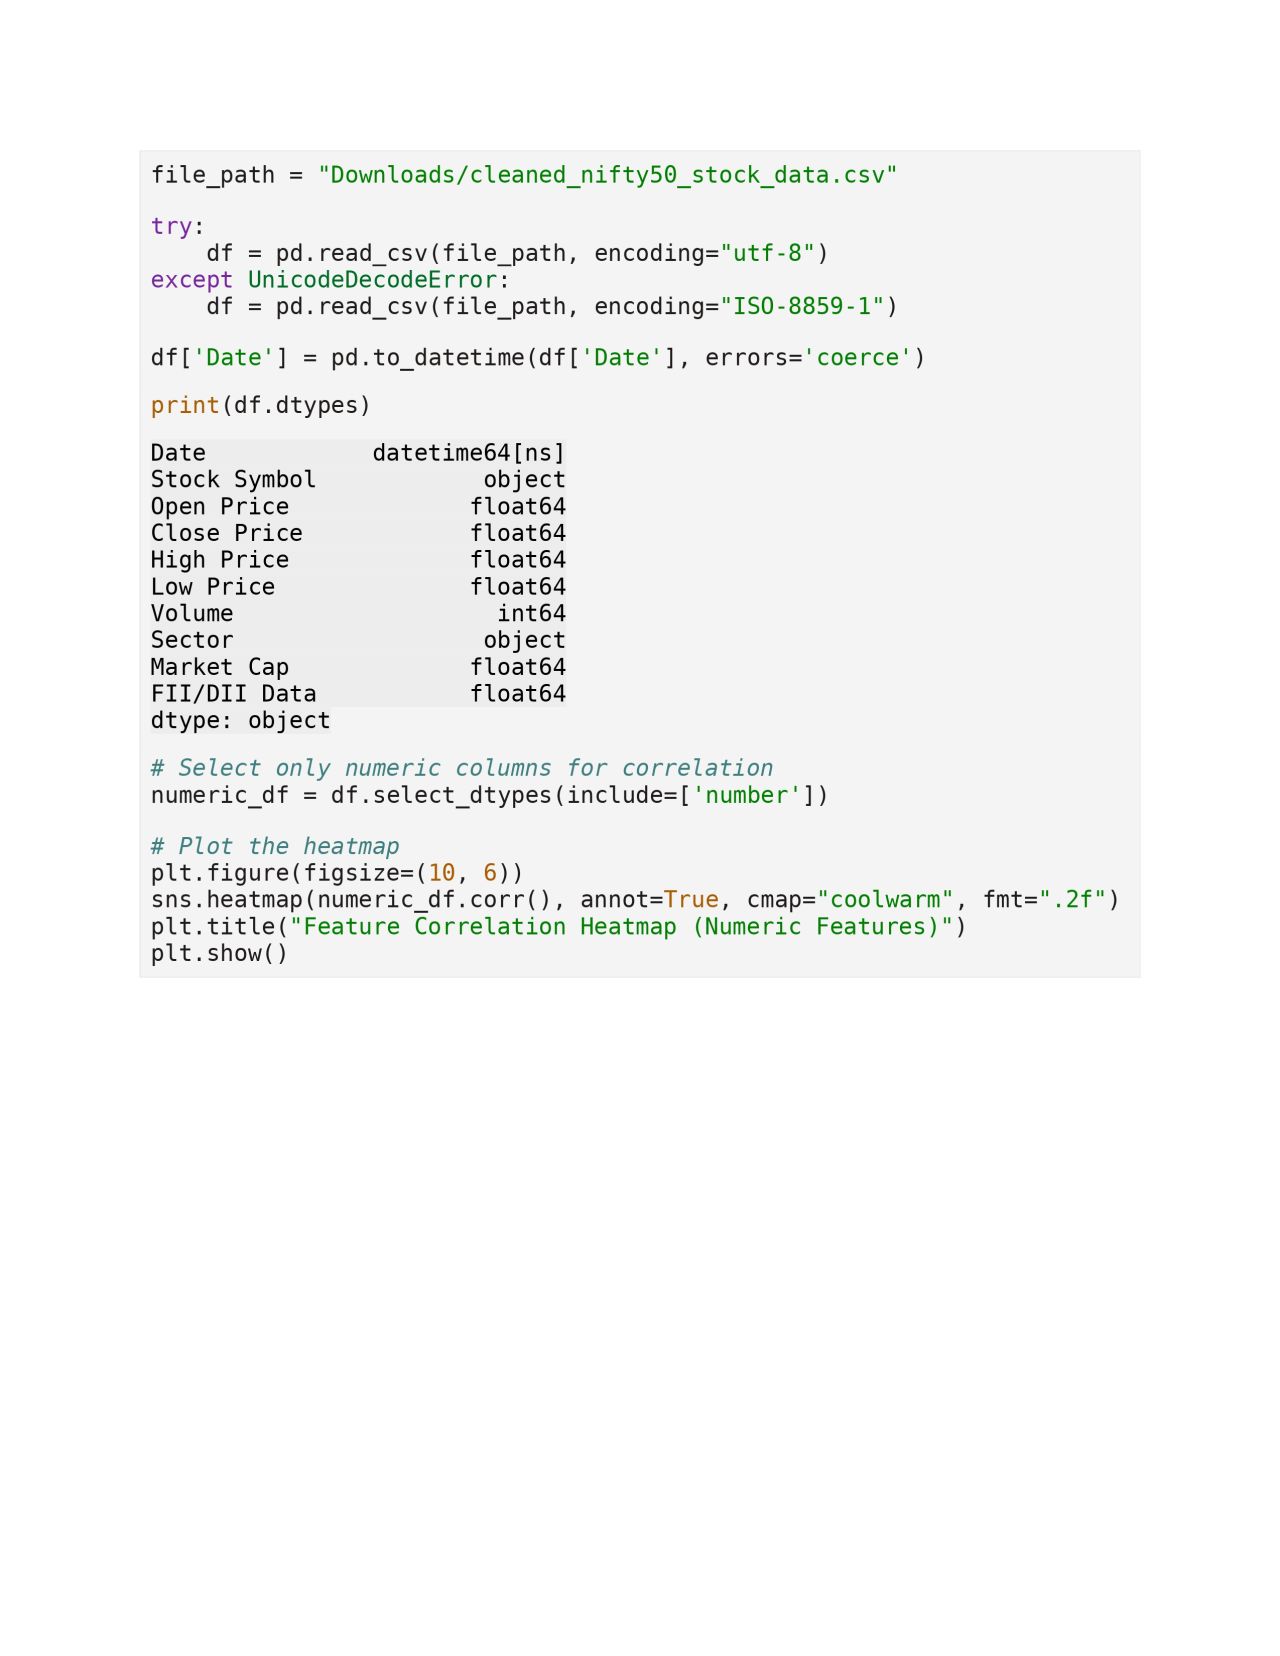 file_path = "Downloads/cleaned_nifty50_stock_data.csv"
try:
    df = pd.read_csv(file_path, encoding="utf-8")
except UnicodeDecodeError:
    df = pd.read_csv(file_path, encoding="ISO-8859-1")
df['Date'] = pd.to_datetime(df['Date'], errors='coerce')
print(df.dtypes)
Date            datetime64[ns]
Stock Symbol            object
Open Price             float64
Close Price            float64
High Price             float64
Low Price              float64
Volume                   int64
Sector                  object
Market Cap             float64
FII/DII Data           float64
dtype: object
# Select only numeric columns for correlation
numeric_df = df.select_dtypes(include=['number'])
# Plot the heatmap
plt.figure(figsize=(10, 6))
sns.heatmap(numeric_df.corr(), annot=True, cmap="coolwarm", fmt=".2f")
plt.title("Feature Correlation Heatmap (Numeric Features)")
plt.show()